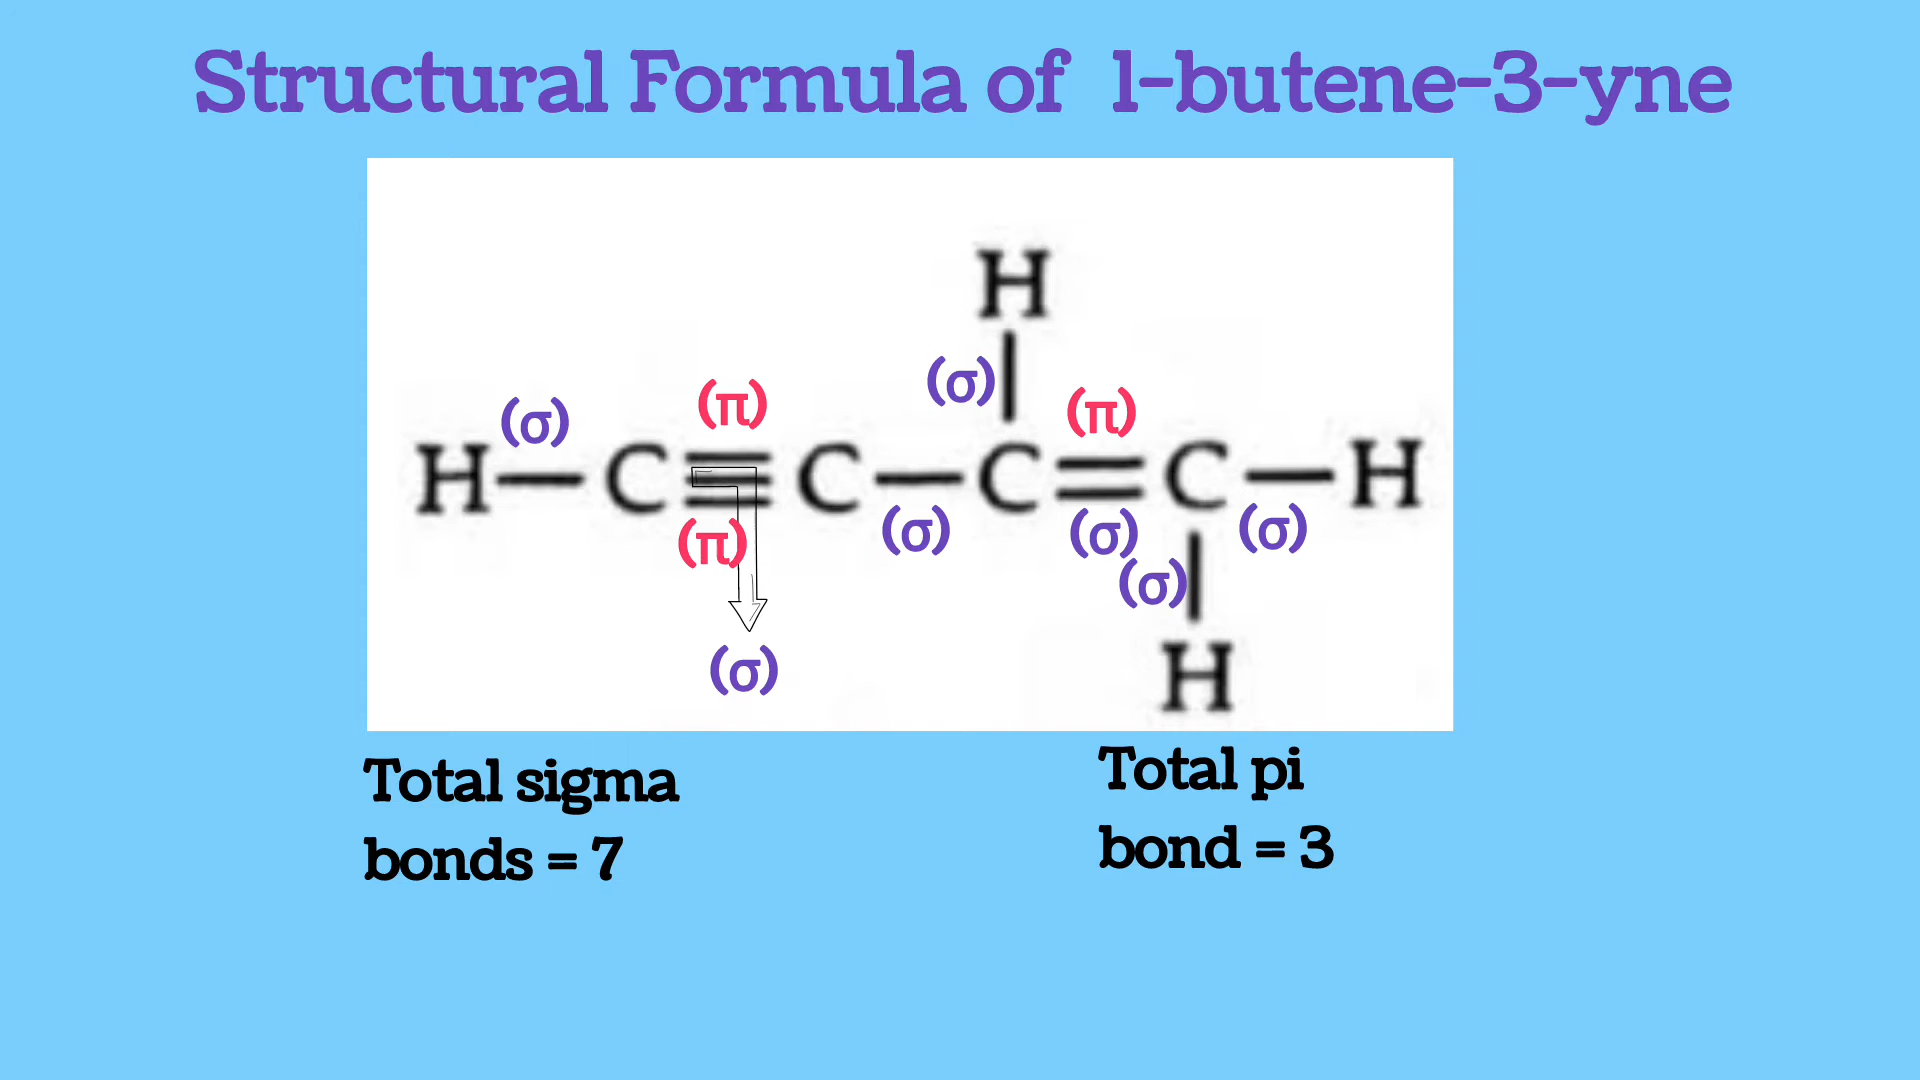 Structural Formula of 1-butene-3-yne
H
(σ) (π) (σ) (π)
H—C≡C—C=C—H
(π) (σ) (σ) (σ)
(σ)
(σ) H
Total sigma
bonds = 7
Total pi
bond = 3